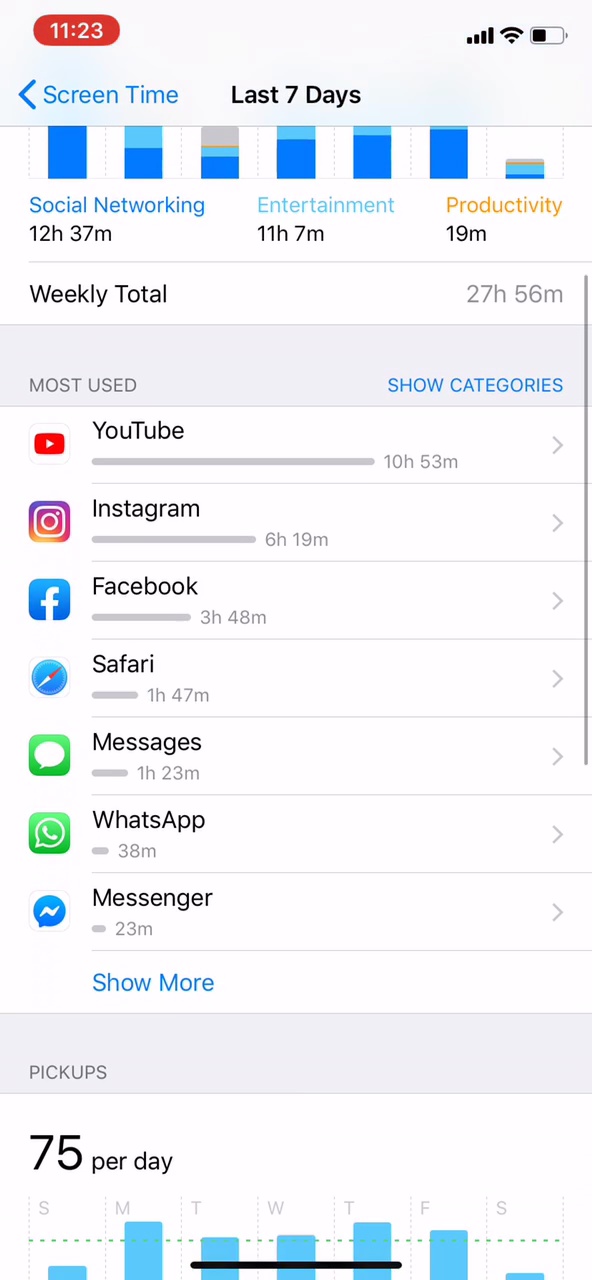 11:23
Screen Time Last 7 Days
Social Networking Entertainment Productivity
12h 37m 11h 7m 19m
Weekly Total 27h 56m
MOST USED SHOW CATEGORIES
YouTube
10h 53m
Instagram
6h 19m
Facebook
3h 48m
Safari
1h 47m
Messages
1h 23m
WhatsApp
38m
Messenger
23m
Show More
PICKUPS
75 per day
S M T W T F S